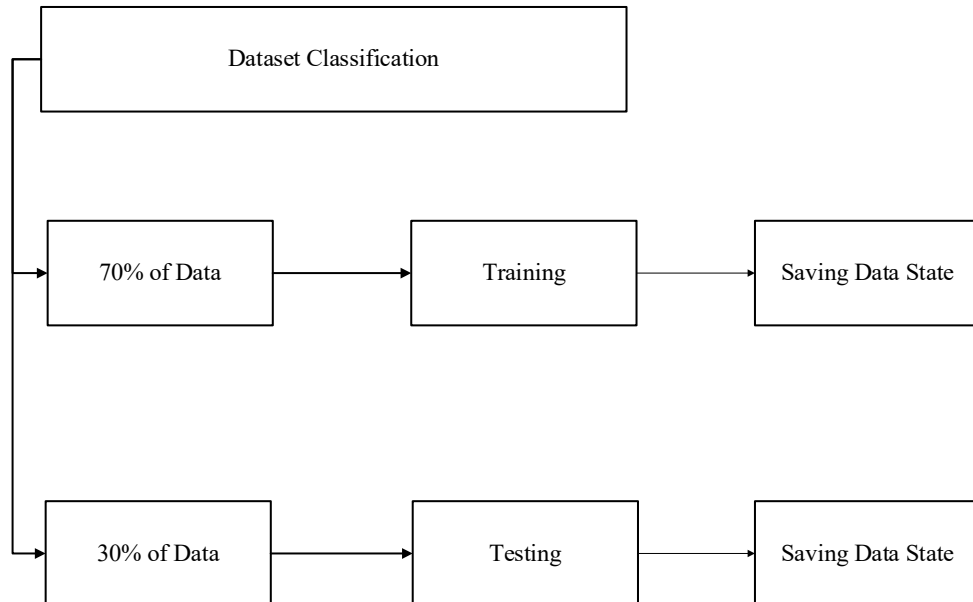 Dataset Classification
70% of Data
Training
Saving Data State
30% of Data
Testing
Saving Data State